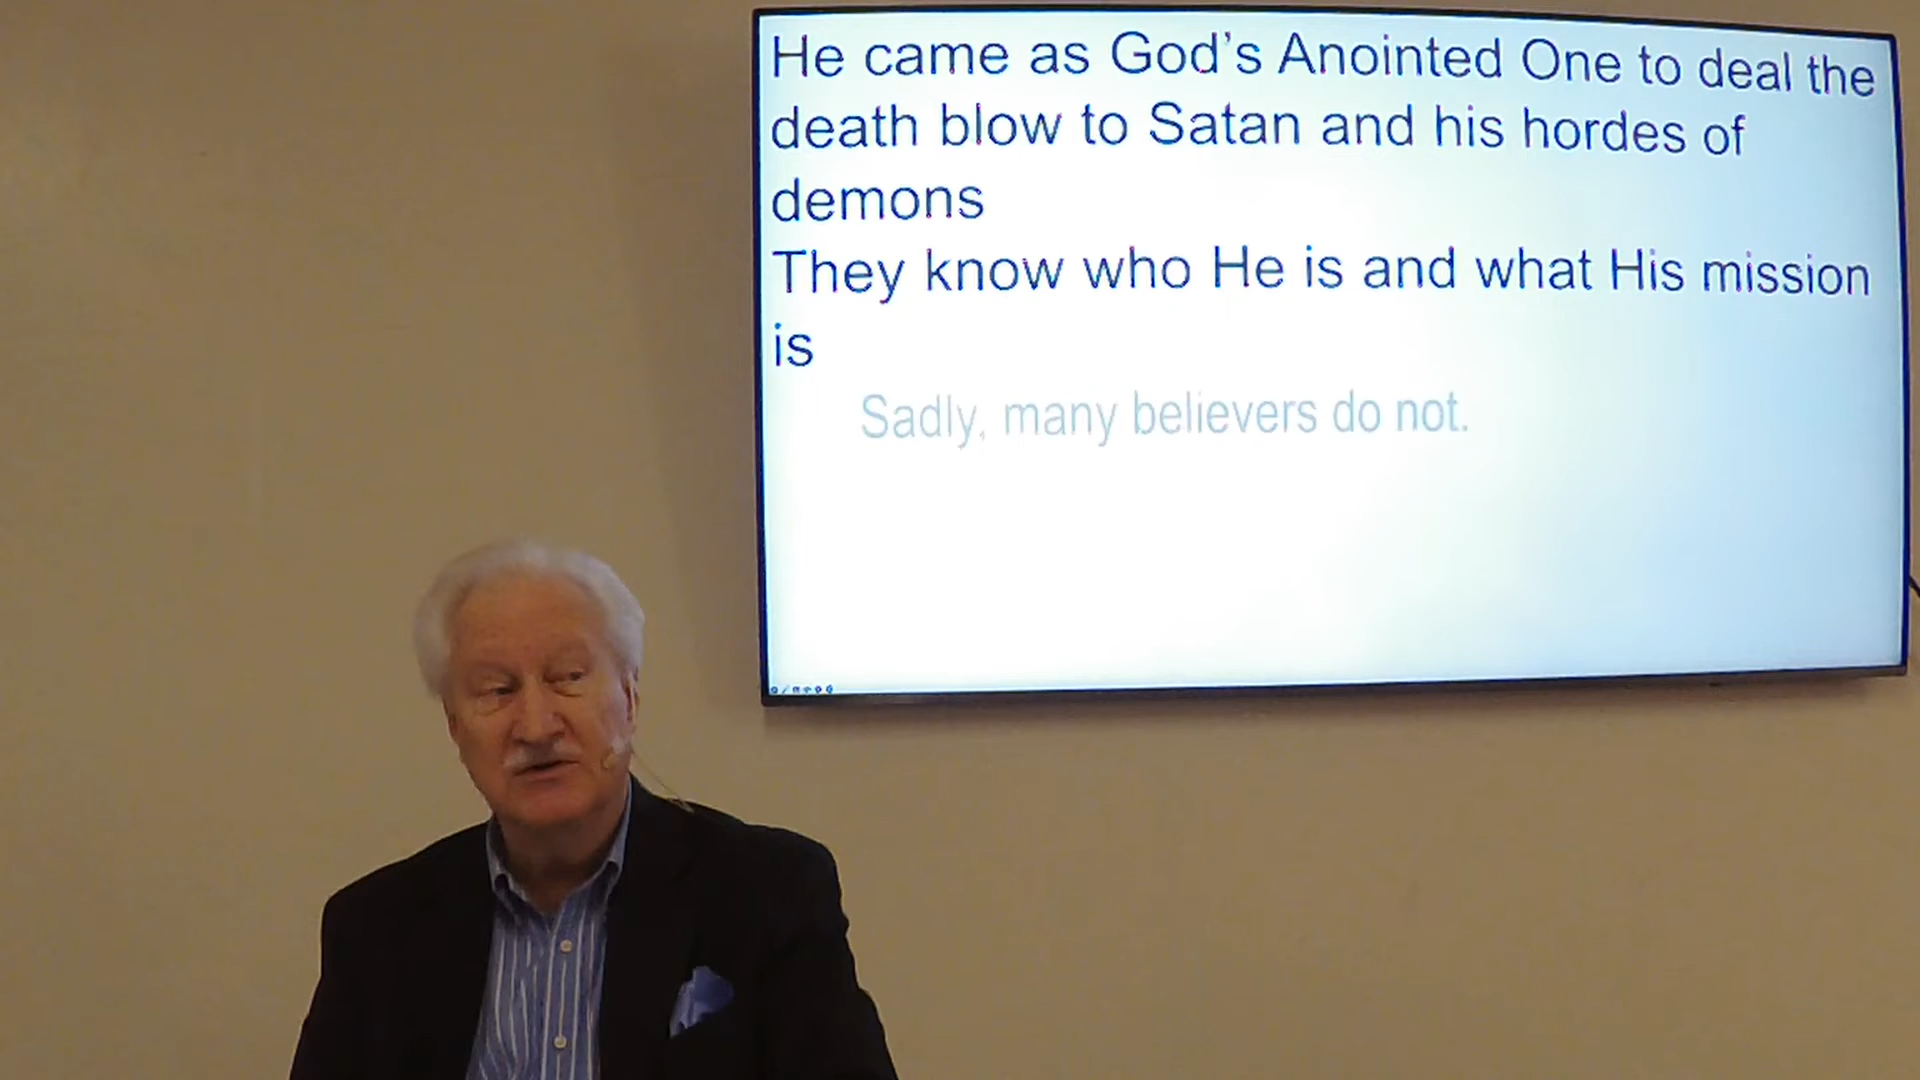 He came as God's Anointed One to deal the
death blow to Satan and his hordes of
demons
They know who He is and what His mission
is
Sadly, many believers do not.